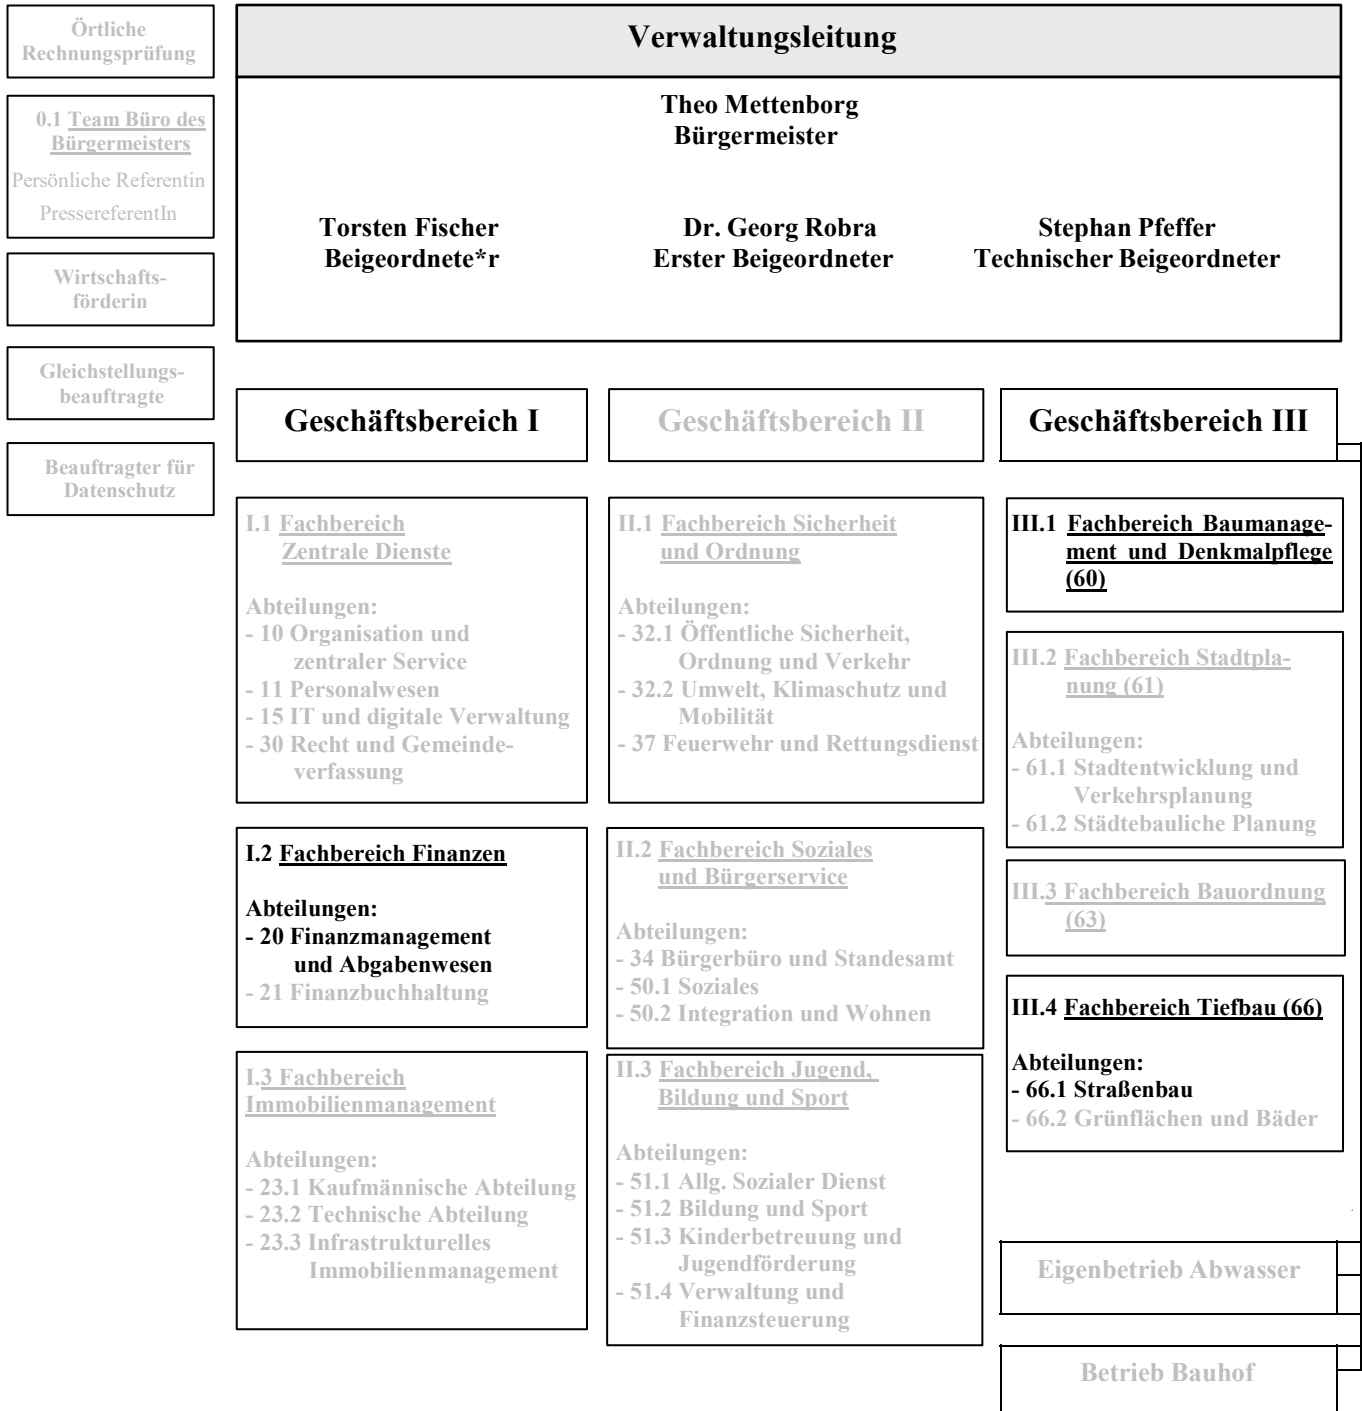 Örtliche
Rechnungsprüfung
0.1 Team Büro des
Bürgermeisters
Persönliche Referentin
PressereferentIn
Wirtschafts-
förderin
Gleichstellungs-
beauftragte
Beauftragter für
Datenschutz
Verwaltungsleitung
Theo Mettenborg
Bürgermeister
Torsten Fischer
Beigeordnete*r
Dr. Georg Robra
Erster Beigeordneter
Stephan Pfeffer
Technischer Beigeordneter
Geschäftsbereich I
I.1 Fachbereich
Zentrale Dienste
Abteilungen:
- 10 Organisation und
zentraler Service
- 11 Personalwesen
- 15 IT und digitale Verwaltung
- 30 Recht und Gemeinde-
verfassung
I.2 Fachbereich Finanzen
Abteilungen:
- 20 Finanzmanagement
und Abgabenwesen
- 21 Finanzbuchhaltung
I.3 Fachbereich
Immobilienmanagement
Abteilungen:
- 23.1 Kaufmännische Abteilung
- 23.2 Technische Abteilung
- 23.3 Infrastrukturelles
Immobilienmanagement
Geschäftsbereich II
II.1 Fachbereich Sicherheit
und Ordnung
Abteilungen:
- 32.1 Öffentliche Sicherheit,
Ordnung und Verkehr
- 32.2 Umwelt, Klimaschutz und
Mobilität
- 37 Feuerwehr und Rettungsdienst
II.2 Fachbereich Soziales
und Bürgerservice
Abteilungen:
- 34 Bürgerbüro und Standesamt
- 50.1 Soziales
- 50.2 Integration und Wohnen
II.3 Fachbereich Jugend,
Bildung und Sport
Abteilungen:
- 51.1 Allg. Sozialer Dienst
- 51.2 Bildung und Sport
- 51.3 Kinderbetreuung und
Jugendförderung
- 51.4 Verwaltung und
Finanzsteuerung
Geschäftsbereich III
III.1 Fachbereich Baumanage-
ment und Denkmalpflege
(60)
III.2 Fachbereich Stadtpla-
nung (61)
Abteilungen:
- 61.1 Stadtentwicklung und
Verkehrsplanung
- 61.2 Städtebauliche Planung
III.3 Fachbereich Bauordnung
(63)
III.4 Fachbereich Tiefbau (66)
Abteilungen:
- 66.1 Straßenbau
- 66.2 Grünflächen und Bäder
Eigenbetrieb Abwasser
Betrieb Bauhof